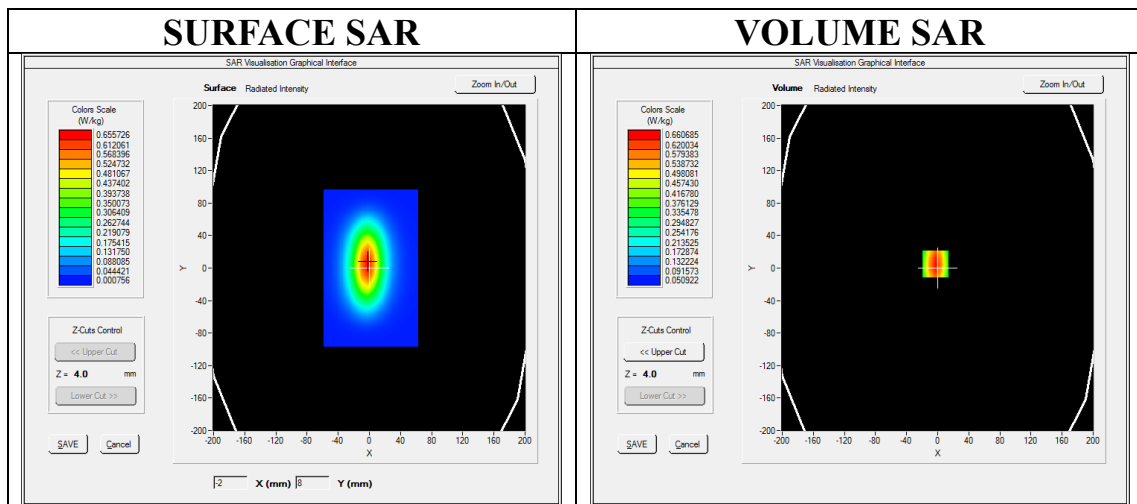 SURFACE SAR
SAR Visualisation Graphical Interface
Surface Radiated Intensity
Zoom In/Out
Colors Scale
(W/kg)
0.655726
0.612061
0.568396
0.524732
0.481067
0.437402
0.393738
0.350073
0.306409
0.262744
0.219079
0.175415
0.131750
0.088085
0.044421
0.000756
Z-Cuts Control
<< Upper Cut
Z = 4.0 mm
Lower Cut >>
SAVE Cancel
200
160
120
80
40
0
-40
-80
-120
-160
-200
Y
-200 -160 -120 -80 -40 0 40 80 120 160 200
X
-2 X (mm) 8 Y (mm)
VOLUME SAR
SAR Visualisation Graphical Interface
Volume Radiated Intensity
Zoom In/Out
Colors Scale
(W/kg)
0.660685
0.620034
0.579383
0.538732
0.498081
0.457430
0.416780
0.376129
0.335478
0.294827
0.254176
0.213525
0.172874
0.132224
0.091573
0.050922
Z-Cuts Control
<< Upper Cut
Z = 4.0 mm
Lower Cut >>
SAVE Cancel
200
160
120
80
40
0
-40
-80
-120
-160
-200
Y
-200 -160 -120 -80 -40 0 40 80 120 160 200
X